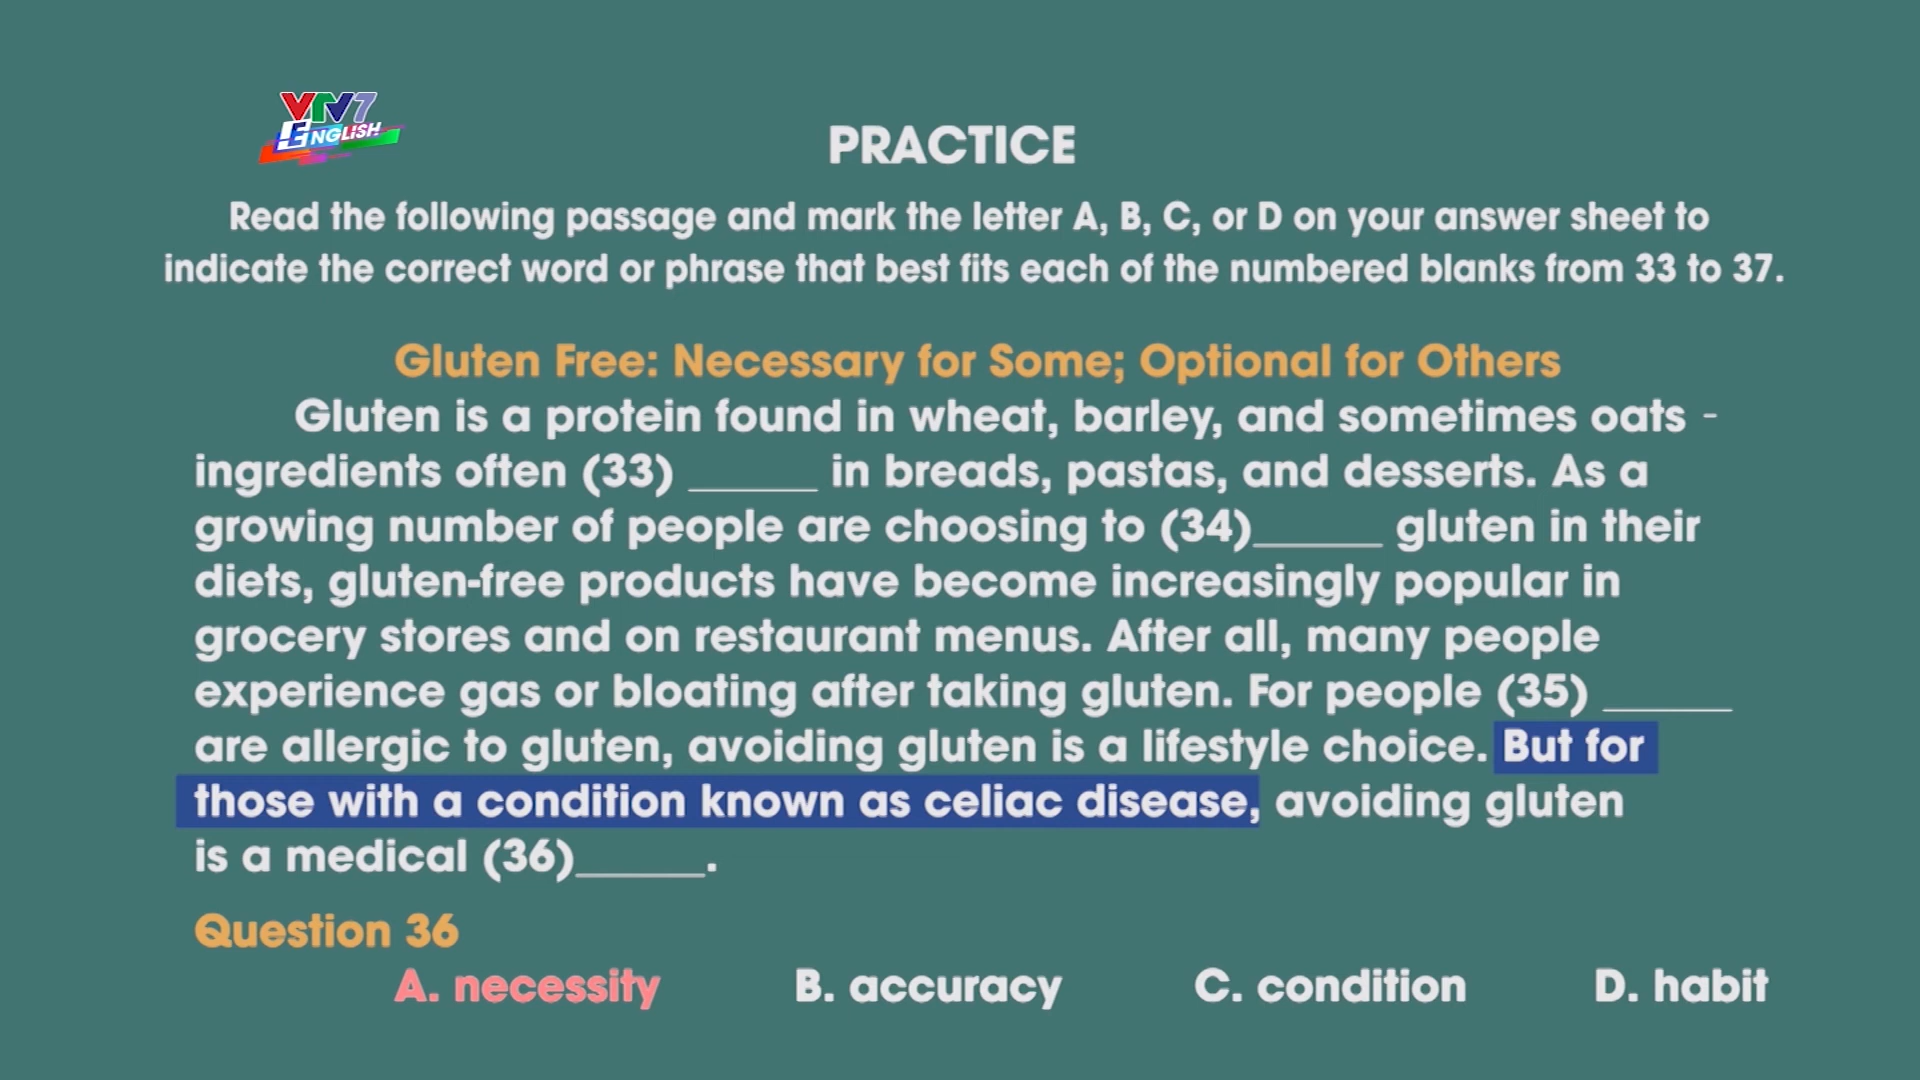 VTV7
ENGLISH
PRACTICE
Read the following passage and mark the letter A, B, C, or D on your answer sheet to
indicate the correct word or phrase that best fits each of the numbered blanks from 33 to 37.
Gluten Free: Necessary for Some; Optional for Others
Gluten is a protein found in wheat, barley, and sometimes oats -
ingredients often (33) ______ in breads, pastas, and desserts. As a
growing number of people are choosing to (34)______ gluten in their
diets, gluten-free products have become increasingly popular in
grocery stores and on restaurant menus. After all, many people
experience gas or bloating after taking gluten. For people (35) ______
are allergic to gluten, avoiding gluten is a lifestyle choice. But for
those with a condition known as celiac disease, avoiding gluten
is a medical (36)______.
Question 36
A. necessity B. accuracy C. condition D. habit